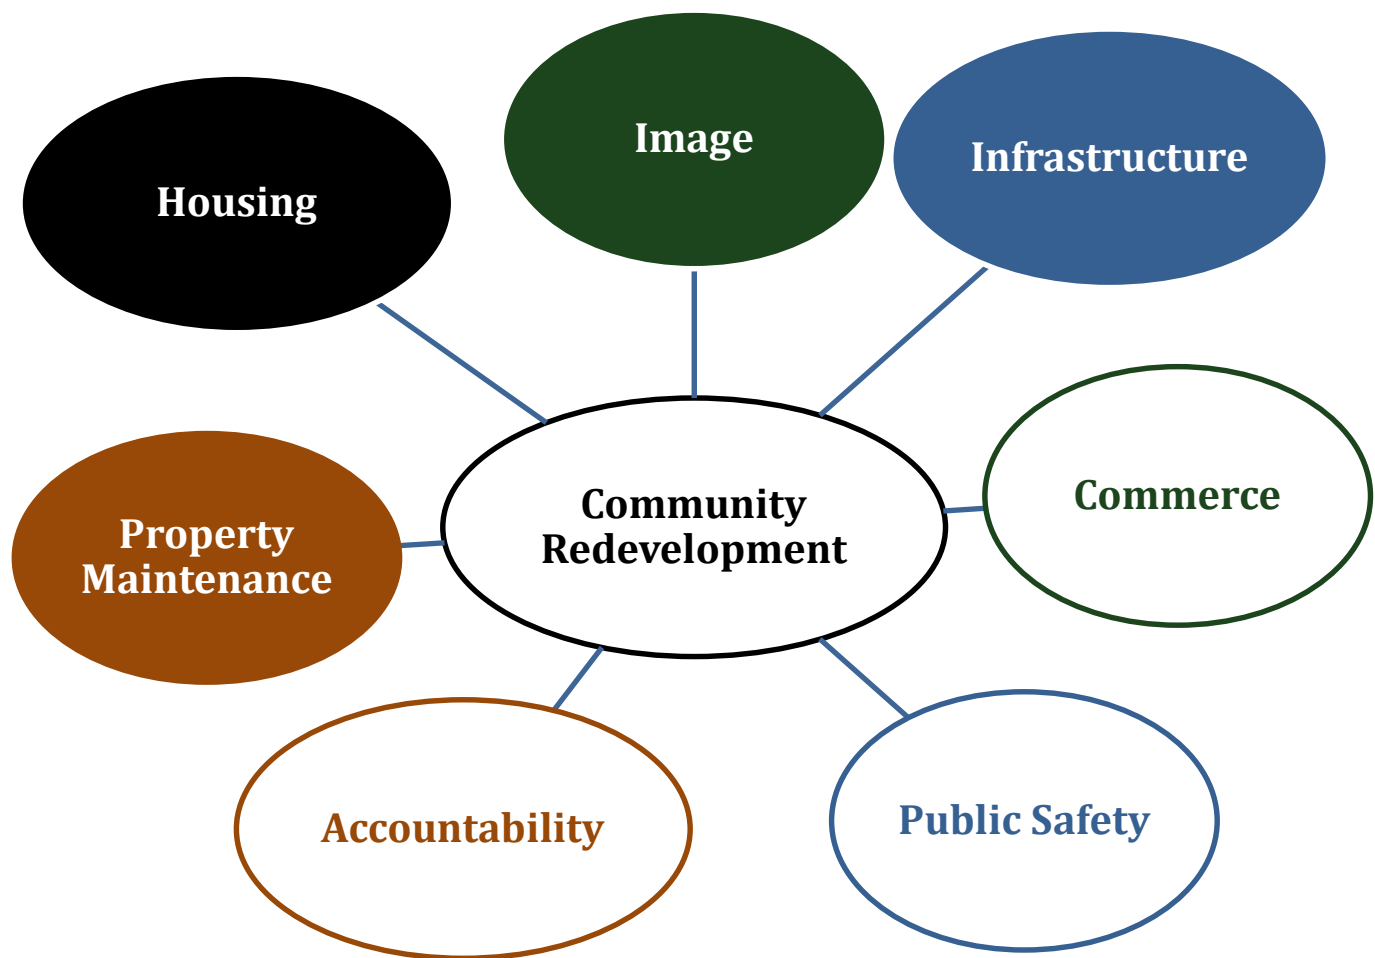 Image
Infrastructure
Housing
Commerce
Community
Redevelopment
Property
Maintenance
Public Safety
Accountability